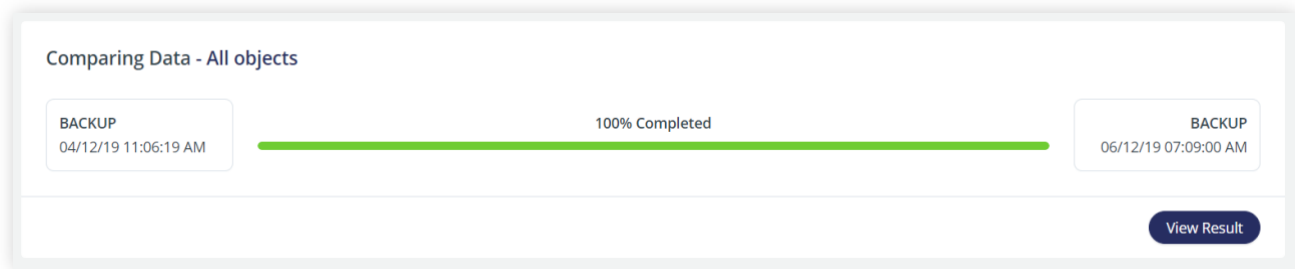 Comparing Data - All objects
BACKUP
04/12/19 11:06:19 AM
100% Completed
BACKUP
06/12/19 07:09:00 AM
View Result